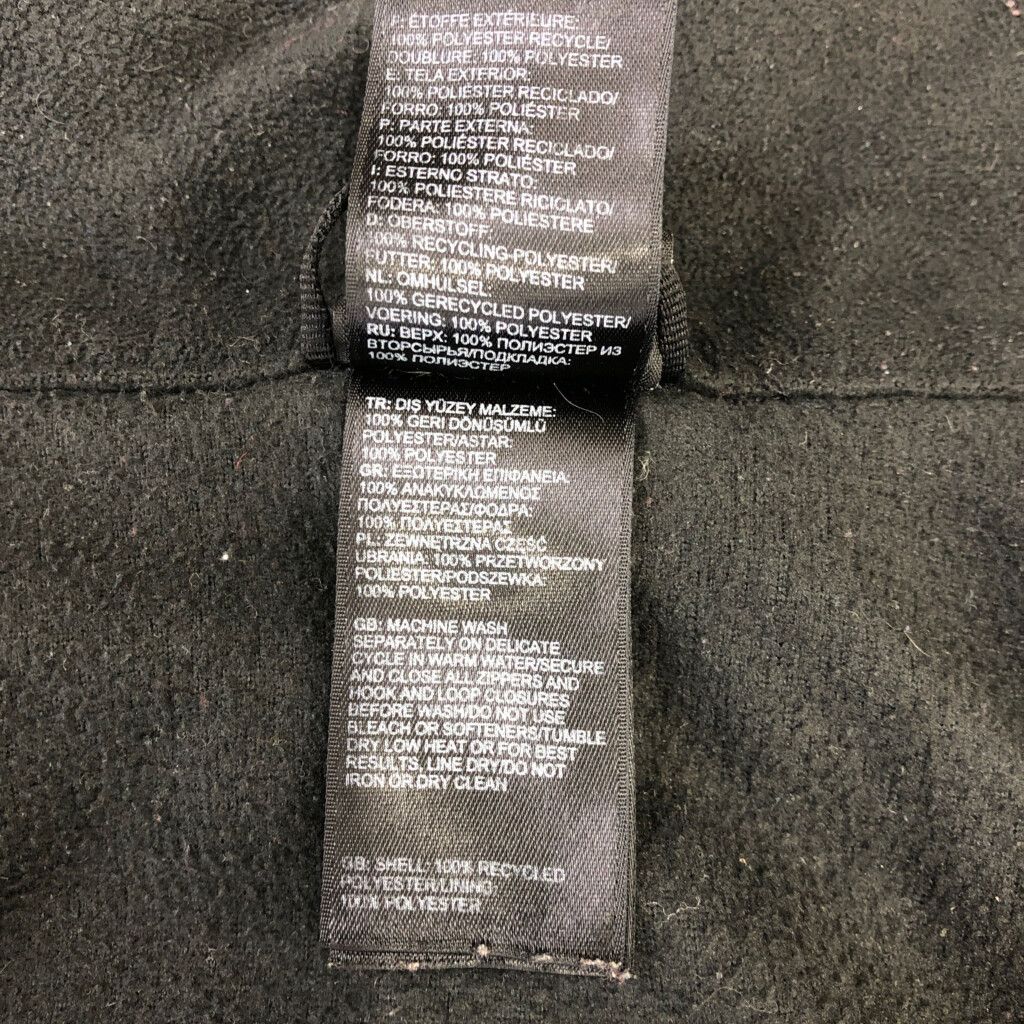 F: ÉTOFFE EXTÉRIEURE:
100% POLYESTER RECYCLÉ/
DOUBLURE: 100% POLYESTER
E: TELA EXTERIOR:
100% POLIÉSTER RECICLADO/
FORRO: 100% POLIÉSTER
P: PARTE EXTERNA:
100% POLIÉSTER RECICLADO/
FORRO: 100% POLIÉSTER
I: ESTERNO STRATO:
100% POLIESTERE RICICLATO/
FODERA: 100% POLIESTERE
D: OBERSTOFF:
100% RECYCLING-POLYESTER/
FUTTER: 100% POLYESTER
NL: OMHULSEL:
100% GERECYCLED POLYESTER/
VOERING: 100% POLYESTER
RU: ВЕРХ: 100% ПОЛИЭСТЕР ИЗ
ВТОРСЫРЬЯ/ПОДКЛАДКА:
100% ПОЛИЭСТЕР
TR: DIŞ YÜZEY MALZEME:
100% GERİ DÖNÜŞÜMLÜ
POLYESTER/ASTAR:
100% POLYESTER
GR: ΕΞΩΤΕΡΙΚΗ ΕΠΙΦΑΝΕΙΑ:
100% ΑΝΑΚΥΚΛΩΜΕΝΟΣ
ΠΟΛΥΕΣΤΕΡΑΣ/ΦΟΔΡΑ:
100% ΠΟΛΥΕΣΤΕΡΑΣ
PL: ZEWNĘTRZNA CZĘŚĆ
UBRANIA: 100% PRZETWORZONY
POLIESTER/PODSZEWKA:
100% POLYESTER
GB: MACHINE WASH
SEPARATELY ON DELICATE
CYCLE IN WARM WATER/SECURE
AND CLOSE ALL ZIPPERS AND
HOOK AND LOOP CLOSURES
BEFORE WASH/DO NOT USE
BLEACH OR SOFTENERS/TUMBLE
DRY LOW HEAT OR FOR BEST
RESULTS, LINE DRY/DO NOT
IRON OR DRY CLEAN
GB: SHELL: 100% RECYCLED
POLYESTER/LINING:
100% POLYESTER